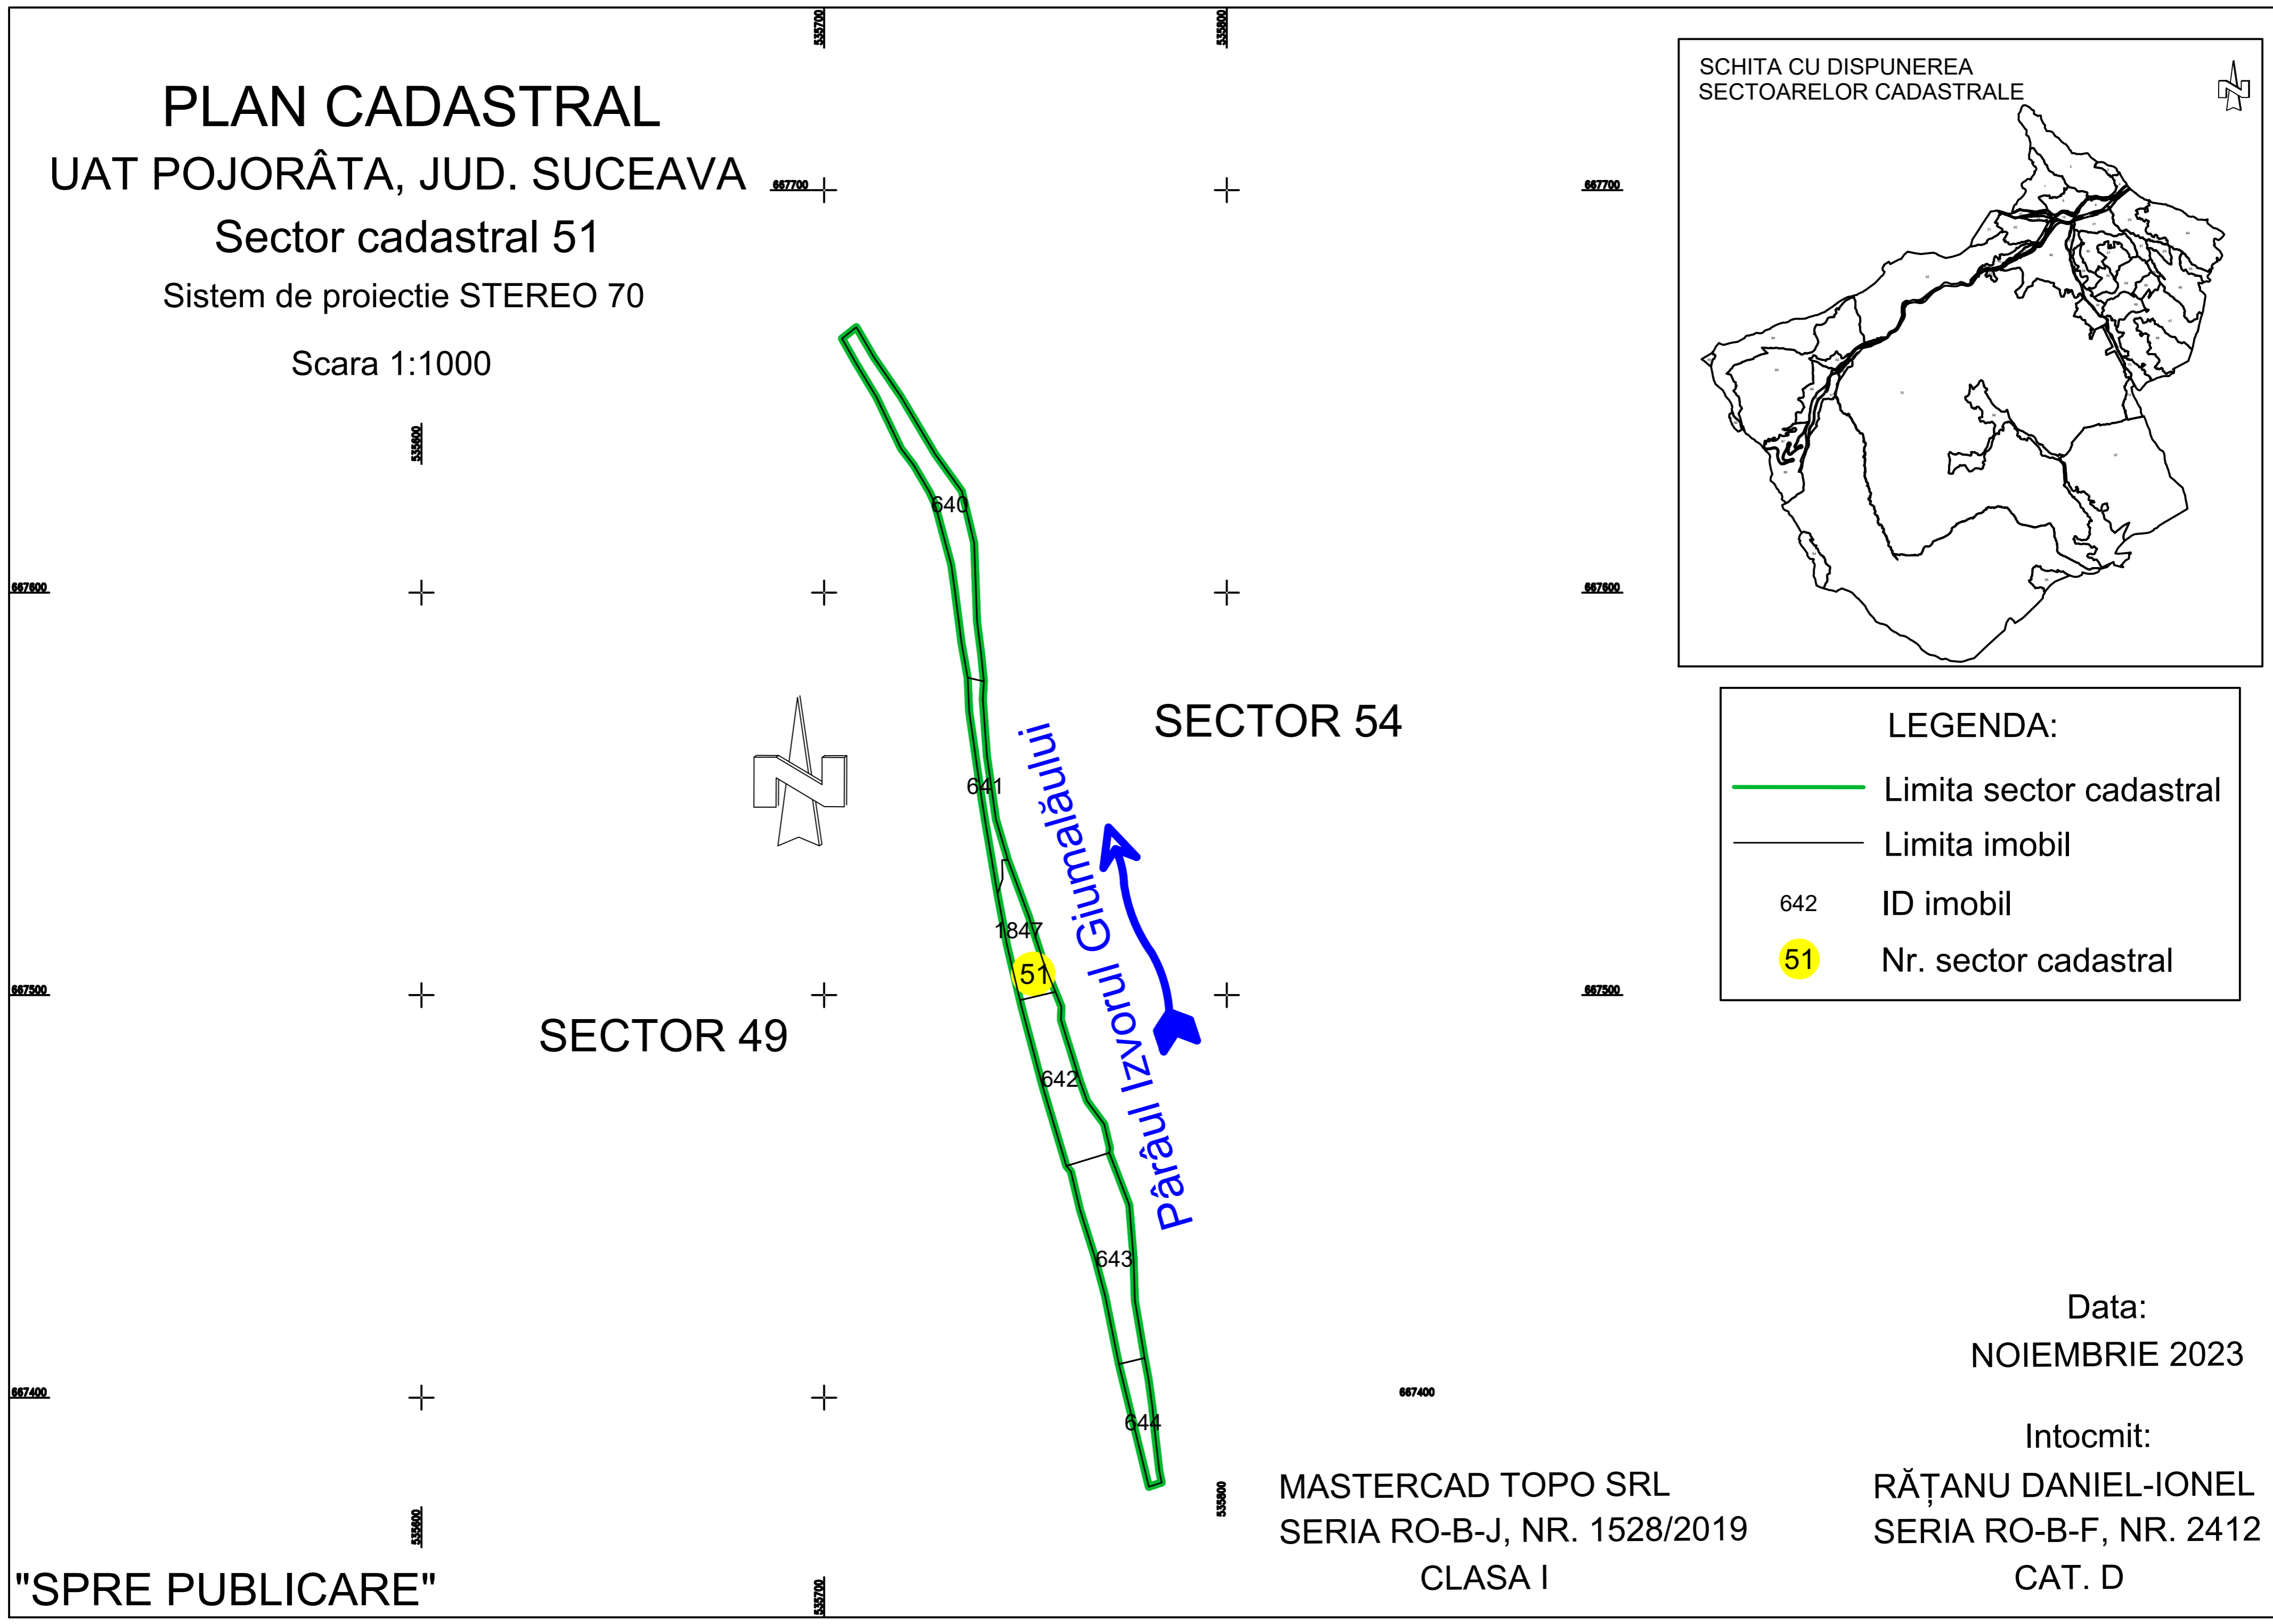 535700
535800
PLAN CADASTRAL
UAT POJORÂTA, JUD. SUCEAVA
Sector cadastral 51
Sistem de proiectie STEREO 70
Scara 1:1000
SCHITA CU DISPUNEREA
SECTOARELOR CADASTRALE
667700
667700
535600
640
667600
667600
SECTOR 54
641
Pârâul Izvorul Giumalăului
1847
51
667500
667500
SECTOR 49
642
643
644
667400
667400
LEGENDA:
Limita sector cadastral
Limita imobil
642 ID imobil
51 Nr. sector cadastral
Data:
NOIEMBRIE 2023
Intocmit:
MASTERCAD TOPO SRL
SERIA RO-B-J, NR. 1528/2019
CLASA I
RĂȚANU DANIEL-IONEL
SERIA RO-B-F, NR. 2412
CAT. D
535600
535700
535800
"SPRE PUBLICARE"